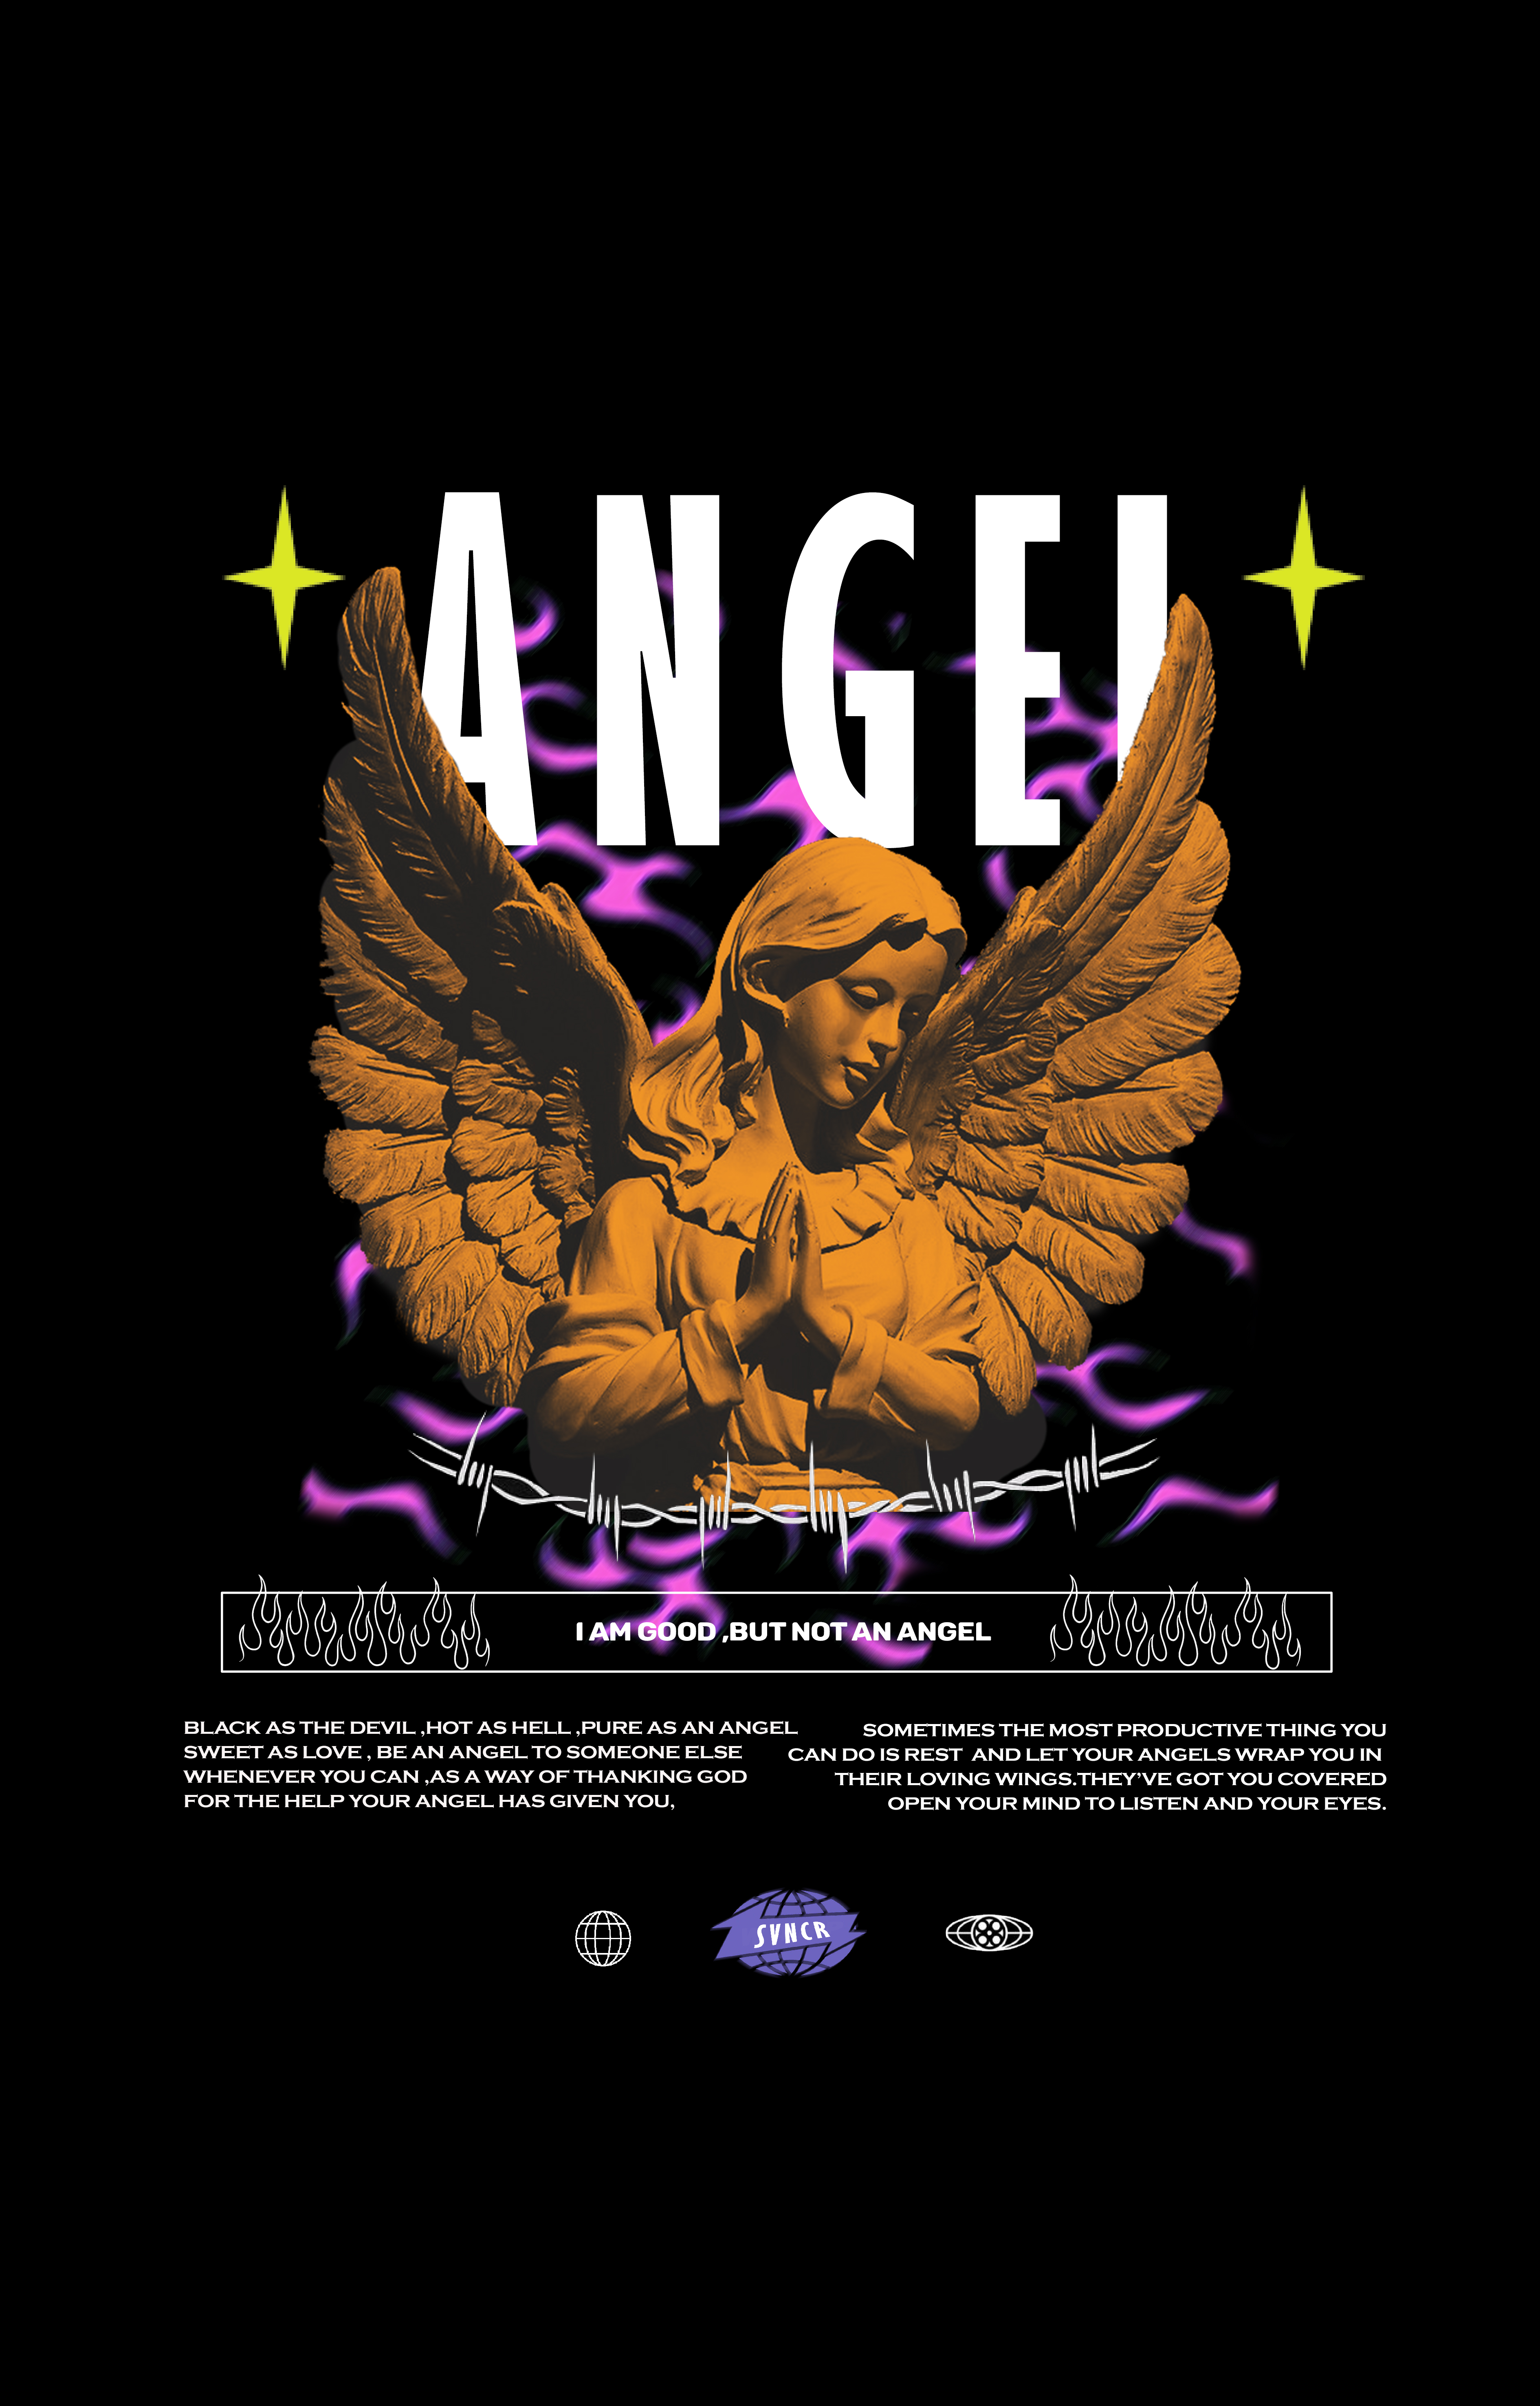 ANGEL
I AM GOOD ,BUT NOT AN ANGEL
BLACK AS THE DEVIL ,HOT AS HELL ,PURE AS AN ANGEL
SWEET AS LOVE , BE AN ANGEL TO SOMEONE ELSE
WHENEVER YOU CAN ,AS A WAY OF THANKING GOD
FOR THE HELP YOUR ANGEL HAS GIVEN YOU,
SOMETIMES THE MOST PRODUCTIVE THING YOU
CAN DO IS REST  AND LET YOUR ANGELS WRAP YOU IN
THEIR LOVING WINGS.THEY’VE GOT YOU COVERED
OPEN YOUR MIND TO LISTEN AND YOUR EYES.
SVNCR